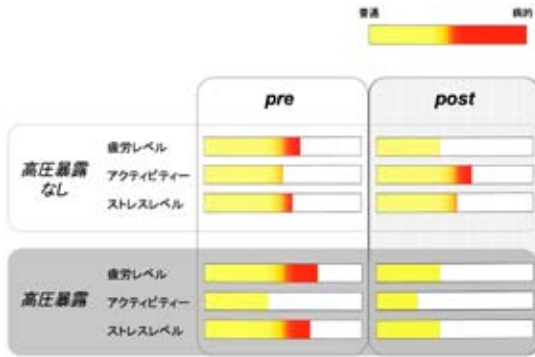 普通 病的
pre post
高圧暴露
なし
疲労レベル
アクティビティー
ストレスレベル
高圧暴露
疲労レベル
アクティビティー
ストレスレベル